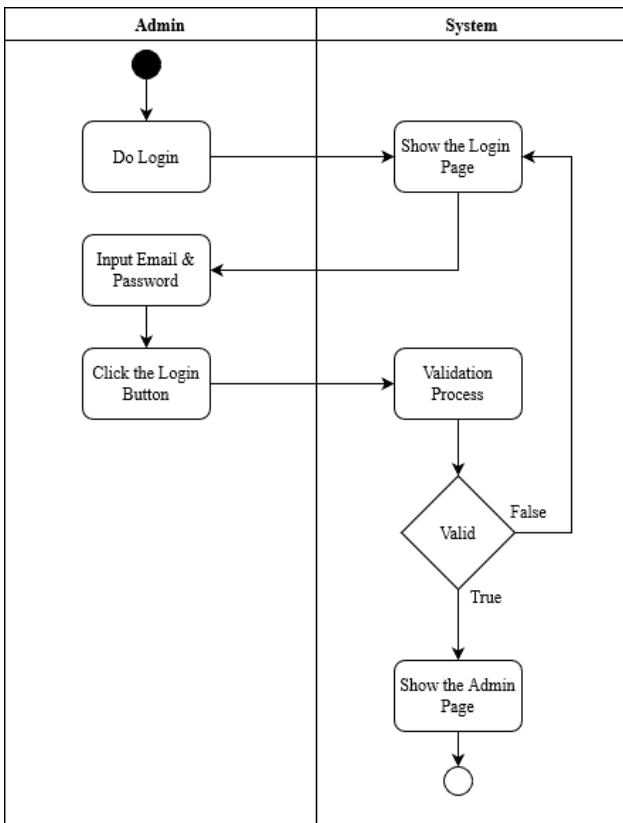 Admin
System
Do Login
Show the Login
Page
Input Email &
Password
Click the Login
Button
Validation
Process
Valid
False
True
Show the Admin
Page